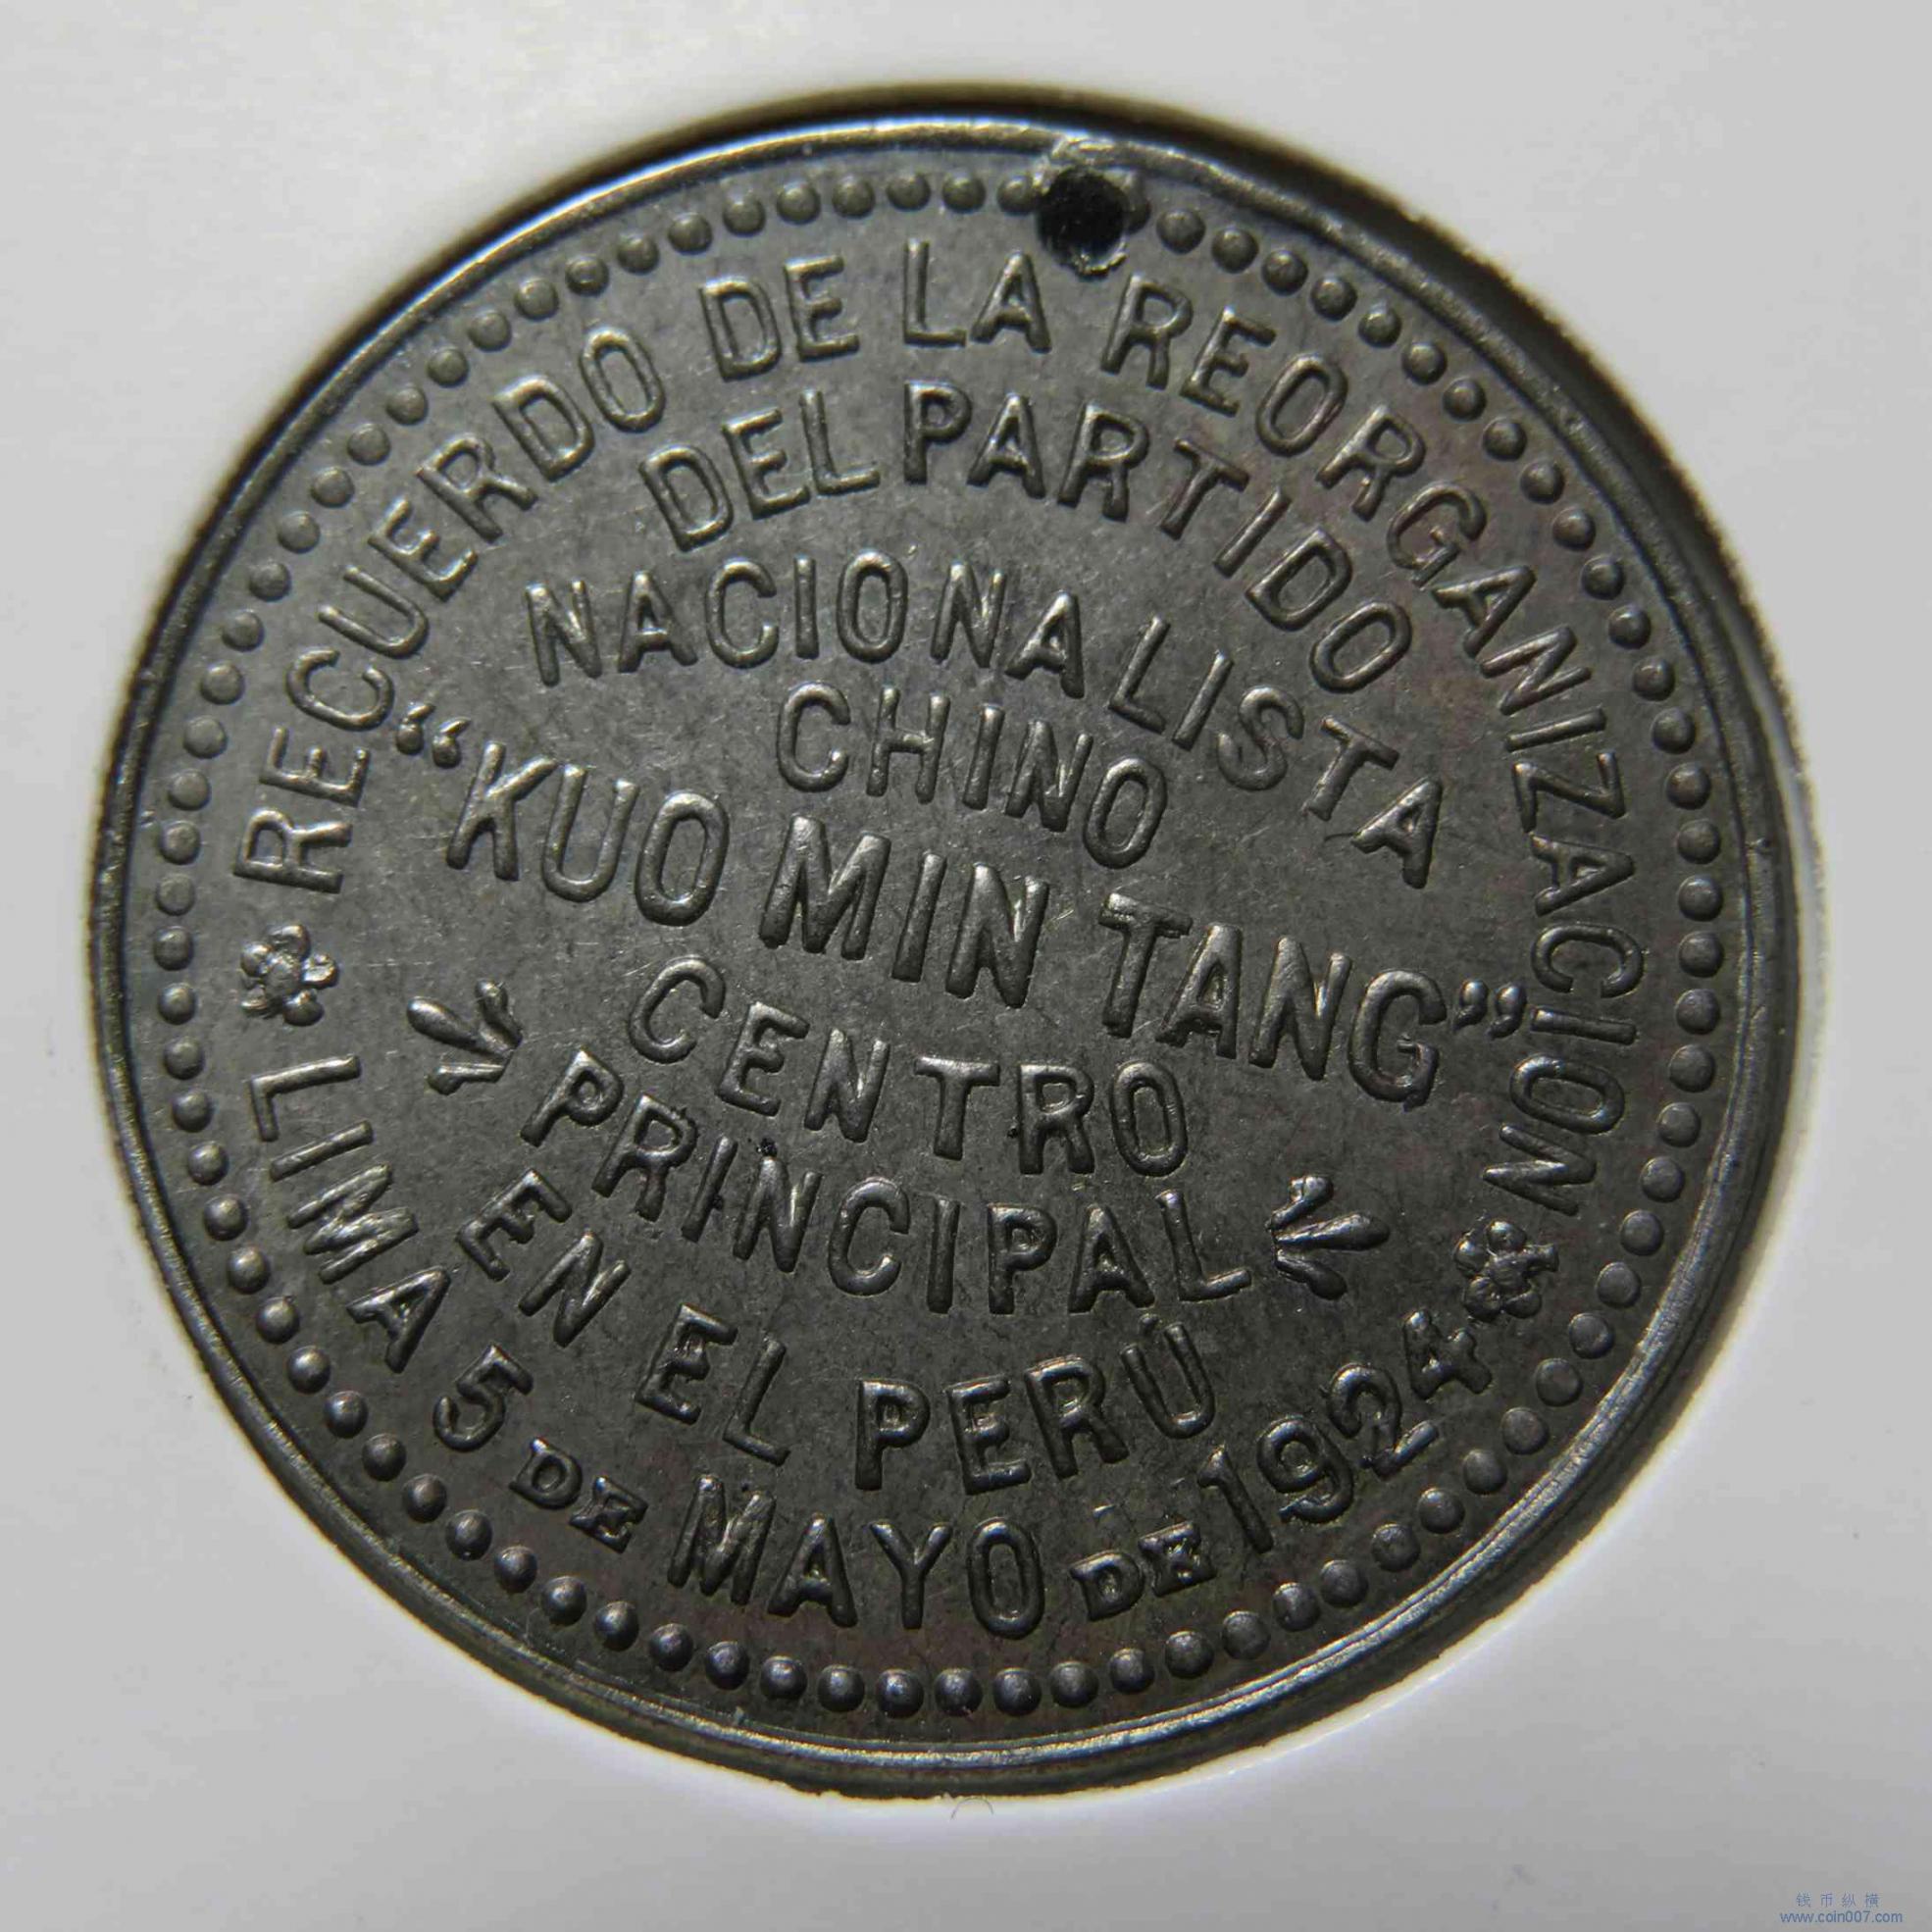 RECUERDO DE LA REORGANIZACION
DEL PARTIDO
NACIONALISTA
CHINO
“KUO MIN TANG”
CENTRO
PRINCIPAL
EN EL PERÚ
LIMA 5 DE MAYO DE 1924
钱币纵横
www.coin007.com